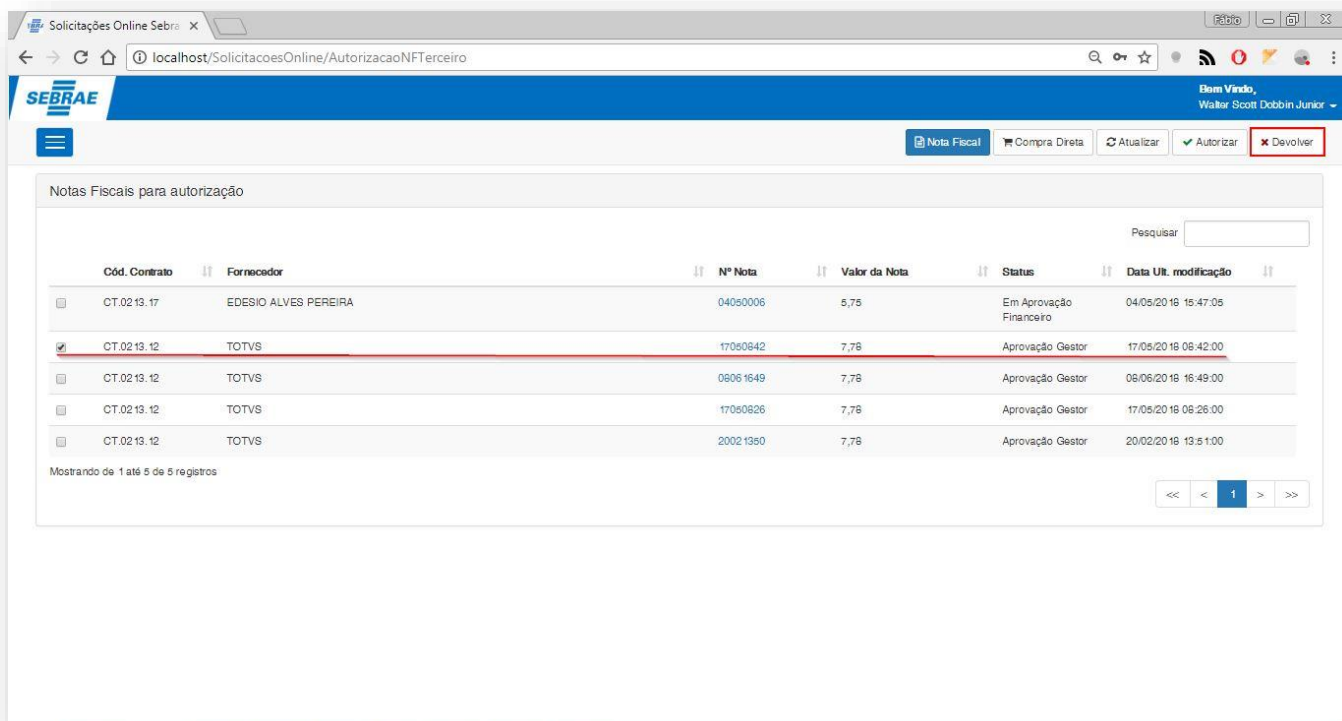 Solicitações Online Sebra
Fábio
localhost/SolicitacoesOnline/AutorizacaoNFTerceiro
SEBRAE
Bem Vindo,
Walter Scott Dobbin Junior
Nota Fiscal Compra Direta Atualizar Autorizar Devolver
Notas Fiscais para autorização
Pesquisar
Cód. Contrato Fornecedor Nº Nota Valor da Nota Status Data Ult. modificação
CT.0213.17 EDESIO ALVES PEREIRA 04050006 5,75 Em Aprovação Financeiro 04/05/2018 15:47:05
CT.0213.12 TOTVS 17050842 7,78 Aprovação Gestor 17/05/2018 08:42:00
CT.0213.12 TOTVS 08061649 7,78 Aprovação Gestor 08/06/2018 16:49:00
CT.0213.12 TOTVS 17050826 7,78 Aprovação Gestor 17/05/2018 08:26:00
CT.0213.12 TOTVS 20021350 7,78 Aprovação Gestor 20/02/2018 13:51:00
Mostrando de 1 até 5 de 5 registros
<< < 1 > >>